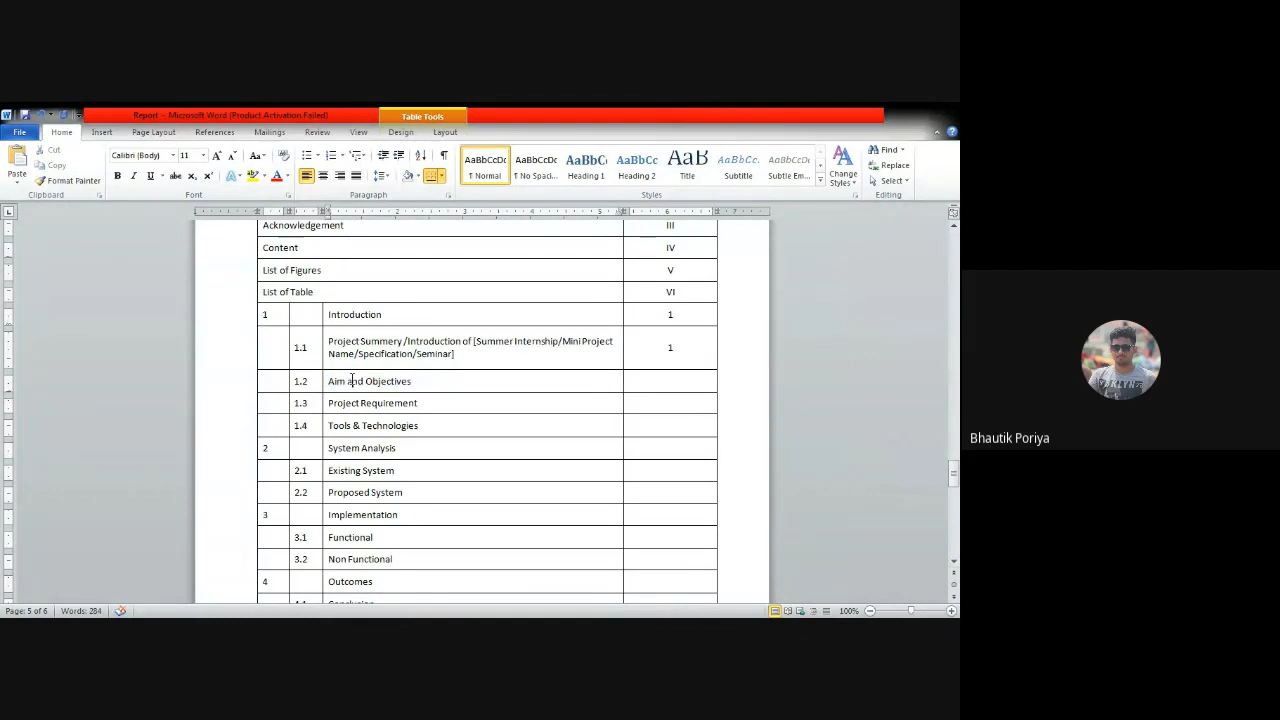 Report - Microsoft Word (Product Activation Failed)
Table Tools
File Home Insert Page Layout References Mailings Review View Design Layout
Paste
Cut
Copy
Format Painter
Clipboard
Calibri (Body) 11
Font
Paragraph
AaBbCcDc AaBbCcDc AaBbCc AaBbCc AaB AaBbCc. AaBbCcDc
¶ Normal ¶ No Spaci... Heading 1 Heading 2 Title Subtitle Subtle Em...
Styles
Change
Styles
Find
Replace
Select
Editing
Acknowledgement III
Content IV
List of Figures V
List of Table VI
1 Introduction 1
1.1 Project Summery /Introduction of [Summer Internship/Mini Project
Name/Specification/Seminar] 1
1.2 Aim and Objectives
1.3 Project Requirement
1.4 Tools & Technologies
2 System Analysis
2.1 Existing System
2.2 Proposed System
3 Implementation
3.1 Functional
3.2 Non Functional
4 Outcomes
Page: 5 of 6 Words: 284 100%
Bhautik Poriya